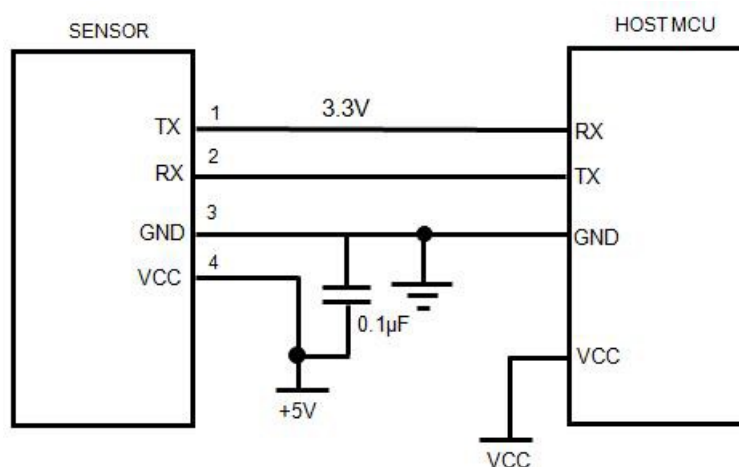 SENSOR
HOST MCU
TX 1 3.3V RX
RX 2 TX
GND 3 GND
VCC 4
0.1µF
VCC
+5V
VCC